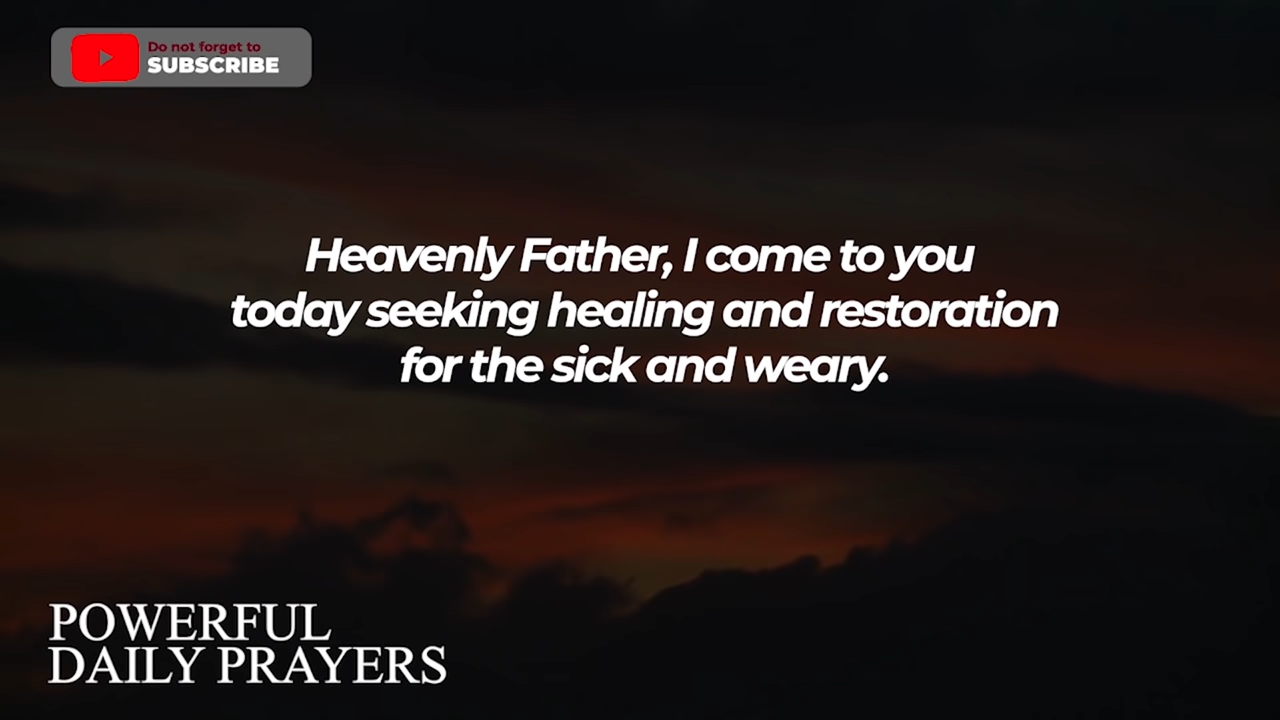 Do not forget to
SUBSCRIBE
Heavenly Father, I come to you
today seeking healing and restoration
for the sick and weary.
POWERFUL
DAILY PRAYERS